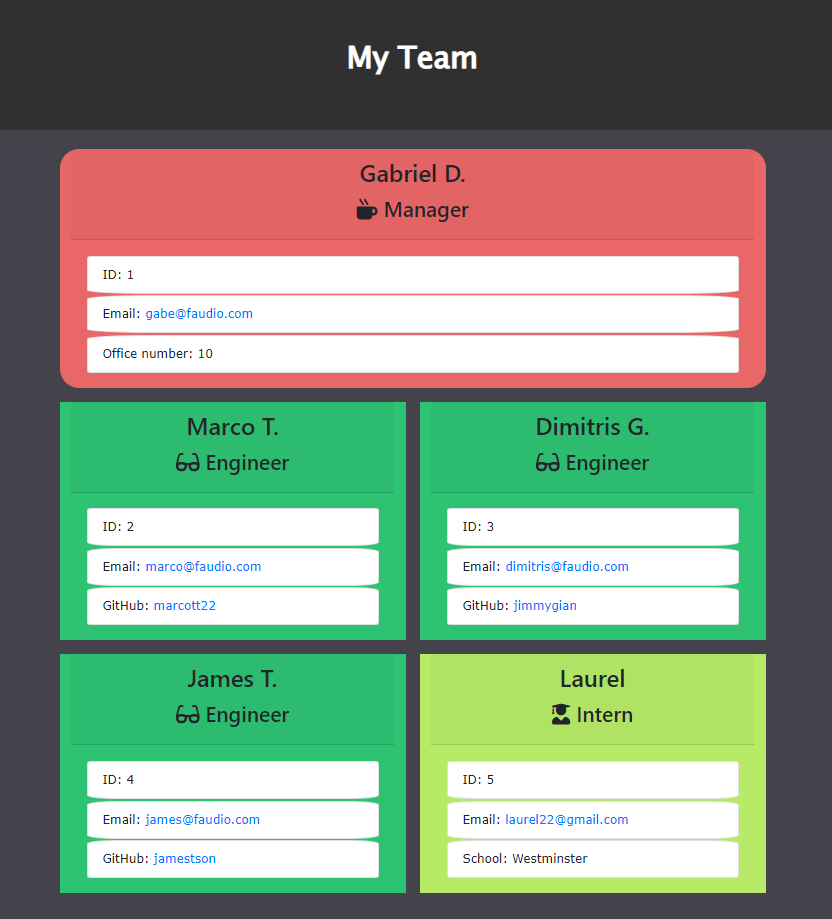 My Team
Gabriel D.
Manager
ID: 1
Email: gabe@faudio.com
Office number: 10
Marco T.
Engineer
ID: 2
Email: marco@faudio.com
GitHub: marcott22
Dimitris G.
Engineer
ID: 3
Email: dimitris@faudio.com
GitHub: jimmygian
James T.
Engineer
ID: 4
Email: james@faudio.com
GitHub: jamestson
Laurel
Intern
ID: 5
Email: laurel22@gmail.com
School: Westminster